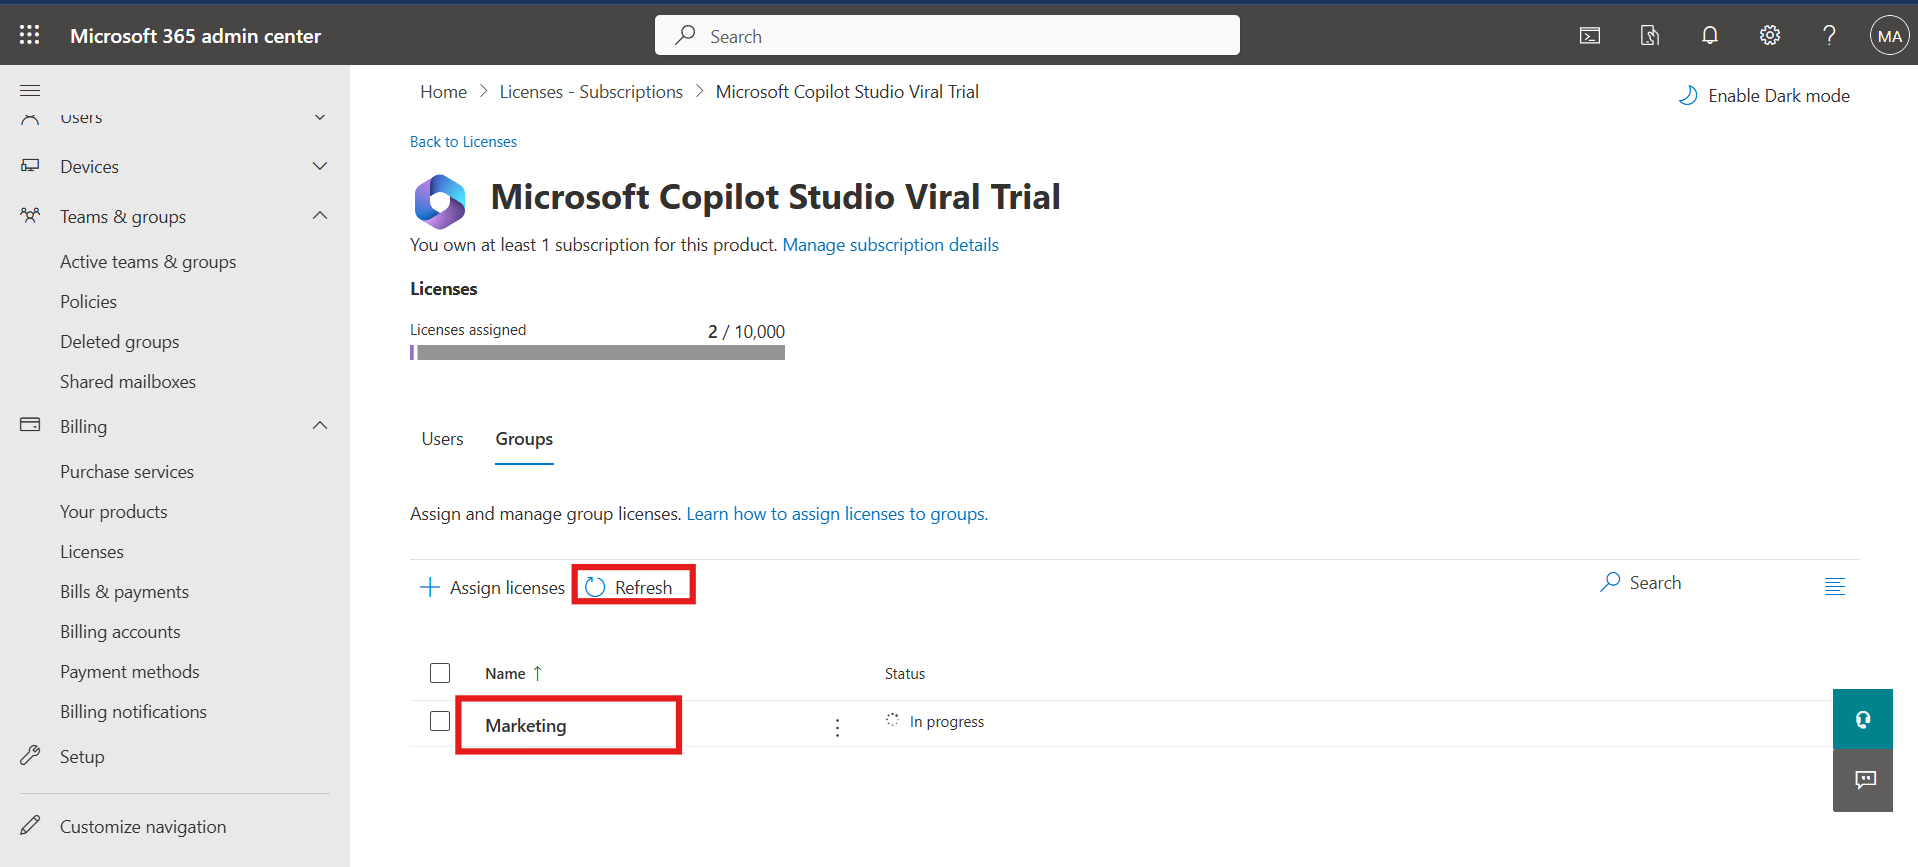 Microsoft 365 admin center
Search
MA
Users
Devices
Teams & groups
Active teams & groups
Policies
Deleted groups
Shared mailboxes
Billing
Purchase services
Your products
Licenses
Bills & payments
Billing accounts
Payment methods
Billing notifications
Setup
Customize navigation
Home > Licenses - Subscriptions > Microsoft Copilot Studio Viral Trial
Enable Dark mode
Back to Licenses
Microsoft Copilot Studio Viral Trial
You own at least 1 subscription for this product. Manage subscription details
Licenses
Licenses assigned 2 / 10,000
Users Groups
Assign and manage group licenses. Learn how to assign licenses to groups.
Assign licenses Refresh Search
Name ↑ Status
Marketing In progress